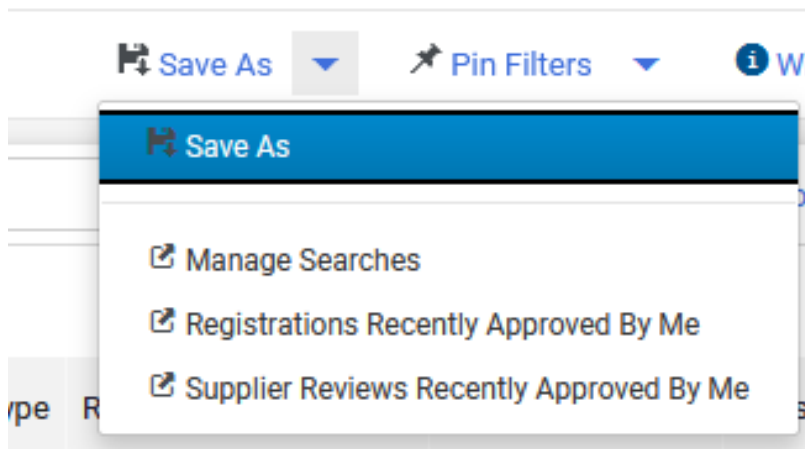 Save As Pin Filters
Save As
Manage Searches
Registrations Recently Approved By Me
Supplier Reviews Recently Approved By Me